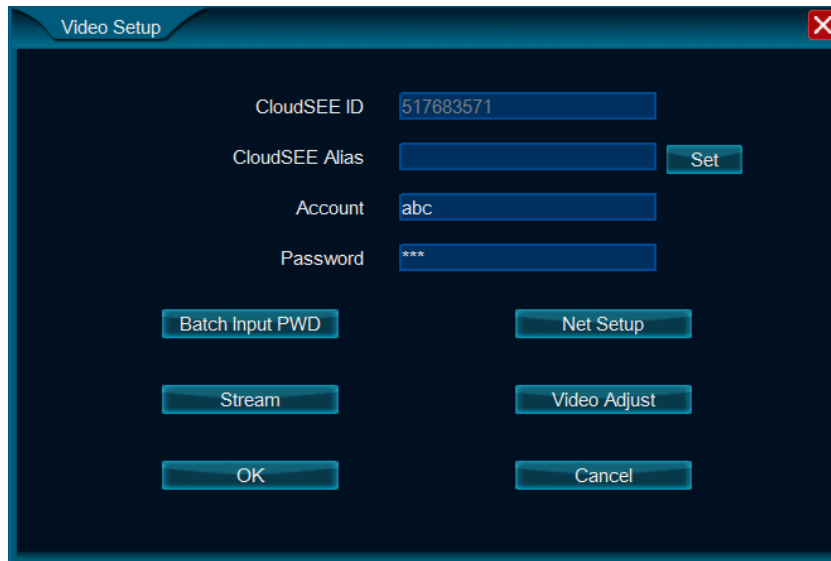 Video Setup
CloudSEE ID 517683571
CloudSEE Alias Set
Account abc
Password ***
Batch Input PWD Net Setup
Stream Video Adjust
OK Cancel